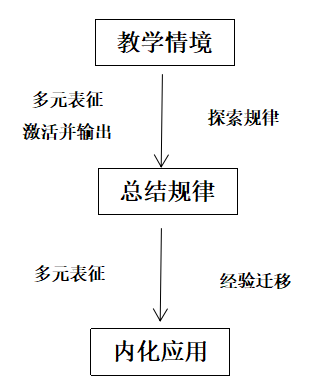 教学情境
多元表征
激活并输出
探索规律
总结规律
多元表征
经验迁移
内化应用